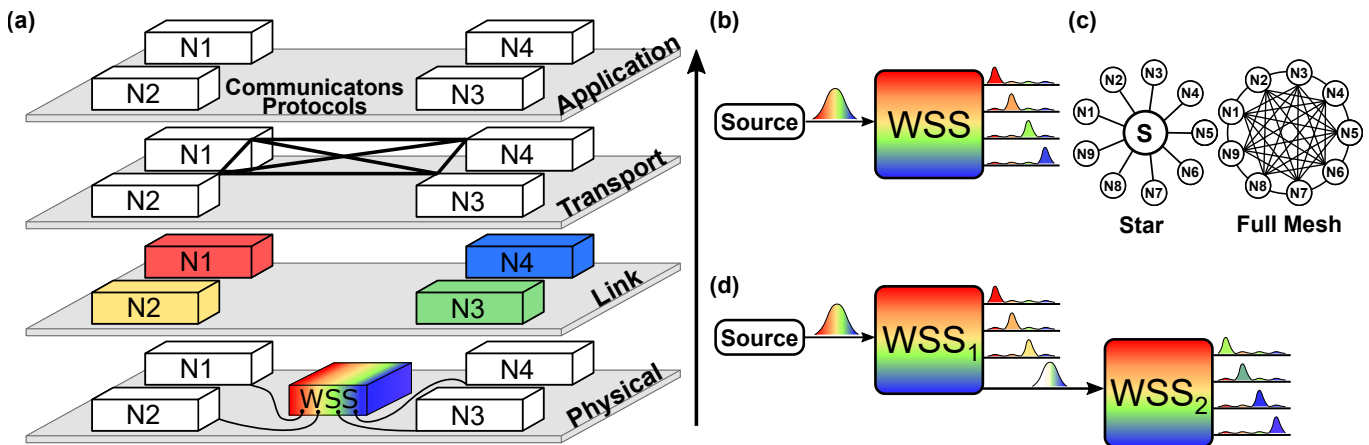 (a)
N1
N4
N2
Communicatons
Protocols
N3
Application
N1
N4
N2
N3
Transport
N1
N4
N2
N3
Link
N1
N4
WSS
N2
N3
Physical
(b)
Source
WSS
(c)
N3
N2
N4
N1
S
N5
N9
N6
N8
N7
Star
N3
N2
N4
N1
N5
N9
N6
N8
N7
Full Mesh
(d)
Source
WSS1
WSS2